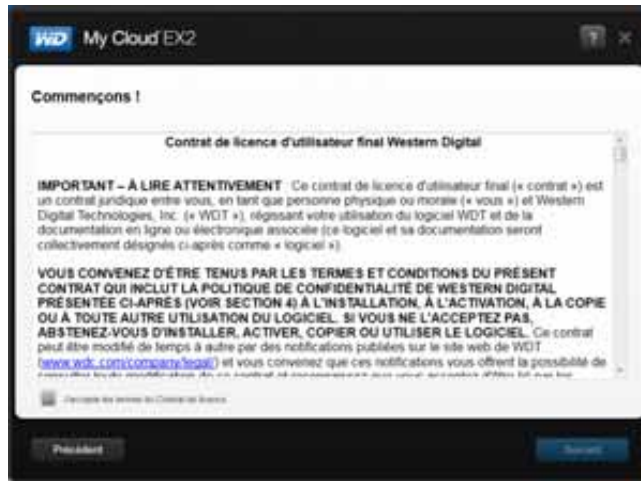 WD My Cloud EX2
?
Commençons !
Contrat de licence d'utilisateur final Western Digital
IMPORTANT – À LIRE ATTENTIVEMENT : Ce contrat de licence d'utilisateur final (« contrat ») est
un contrat juridique entre vous, en tant que personne physique ou morale (« vous ») et Western
Digital Technologies, Inc. (« WDT »), régissant votre utilisation du logiciel WDT et de la
documentation en ligne ou électronique associée (ce logiciel et sa documentation seront
collectivement désignés ci-après comme « logiciel »).
VOUS CONVENEZ D'ÊTRE TENUS PAR LES TERMES ET CONDITIONS DU PRÉSENT
CONTRAT QUI INCLUT LA POLITIQUE DE CONFIDENTIALITÉ DE WESTERN DIGITAL
PRÉSENTÉE CI-APRÈS (VOIR SECTION 4) À L'INSTALLATION, À L'ACTIVATION, À LA COPIE
OU À TOUTE AUTRE UTILISATION DU LOGICIEL. SI VOUS NE L'ACCEPTEZ PAS,
ABSTENEZ-VOUS D'INSTALLER, ACTIVER, COPIER OU UTILISER LE LOGICIEL. Ce contrat
peut être modifié de temps à autre par des notifications publiées sur le site web de WDT
(www.wdc.com/company/legal/) et vous convenez que ces notifications vous offrent la possibilité de
J'accepte les termes du Contrat de licence
Précédent
Suivant